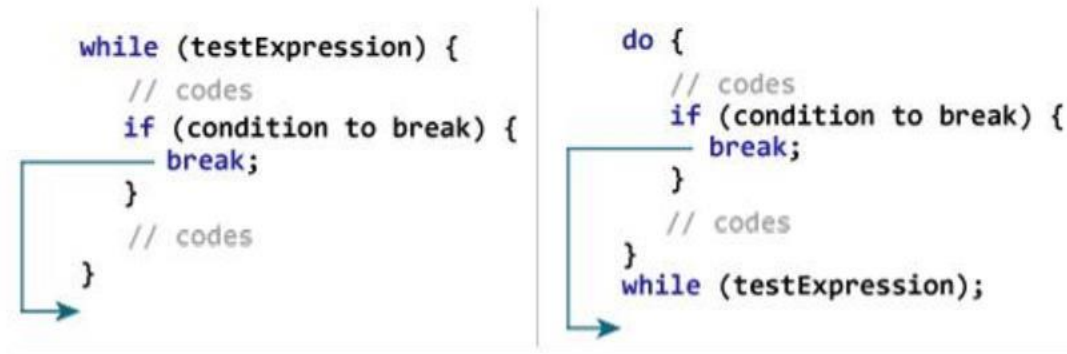 while (testExpression) {
// codes
if (condition to break) {
break;
}
// codes
}
do {
// codes
if (condition to break) {
break;
}
// codes
}
while (testExpression);